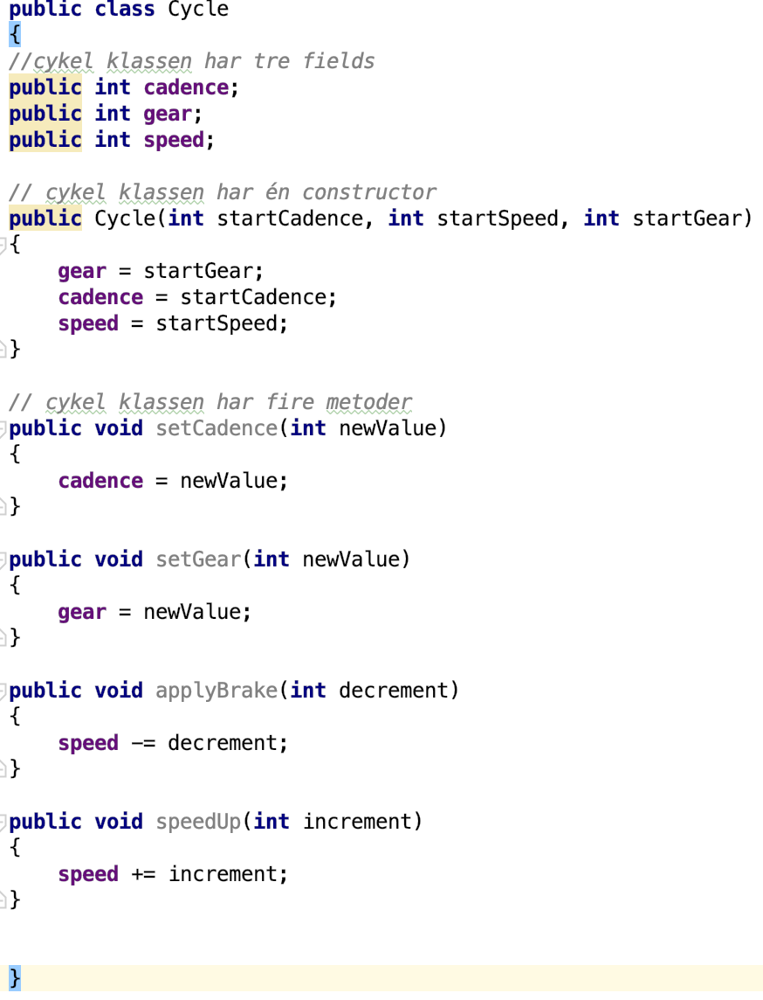 public class Cycle
{
//cykel klassen har tre fields
public int cadence;
public int gear;
public int speed;

// cykel klassen har én constructor
public Cycle(int startCadence, int startSpeed, int startGear)
{
    gear = startGear;
    cadence = startCadence;
    speed = startSpeed;
}

// cykel klassen har fire metoder
public void setCadence(int newValue)
{
    cadence = newValue;
}

public void setGear(int newValue)
{
    gear = newValue;
}

public void applyBrake(int decrement)
{
    speed -= decrement;
}

public void speedUp(int increment)
{
    speed += increment;
}


}